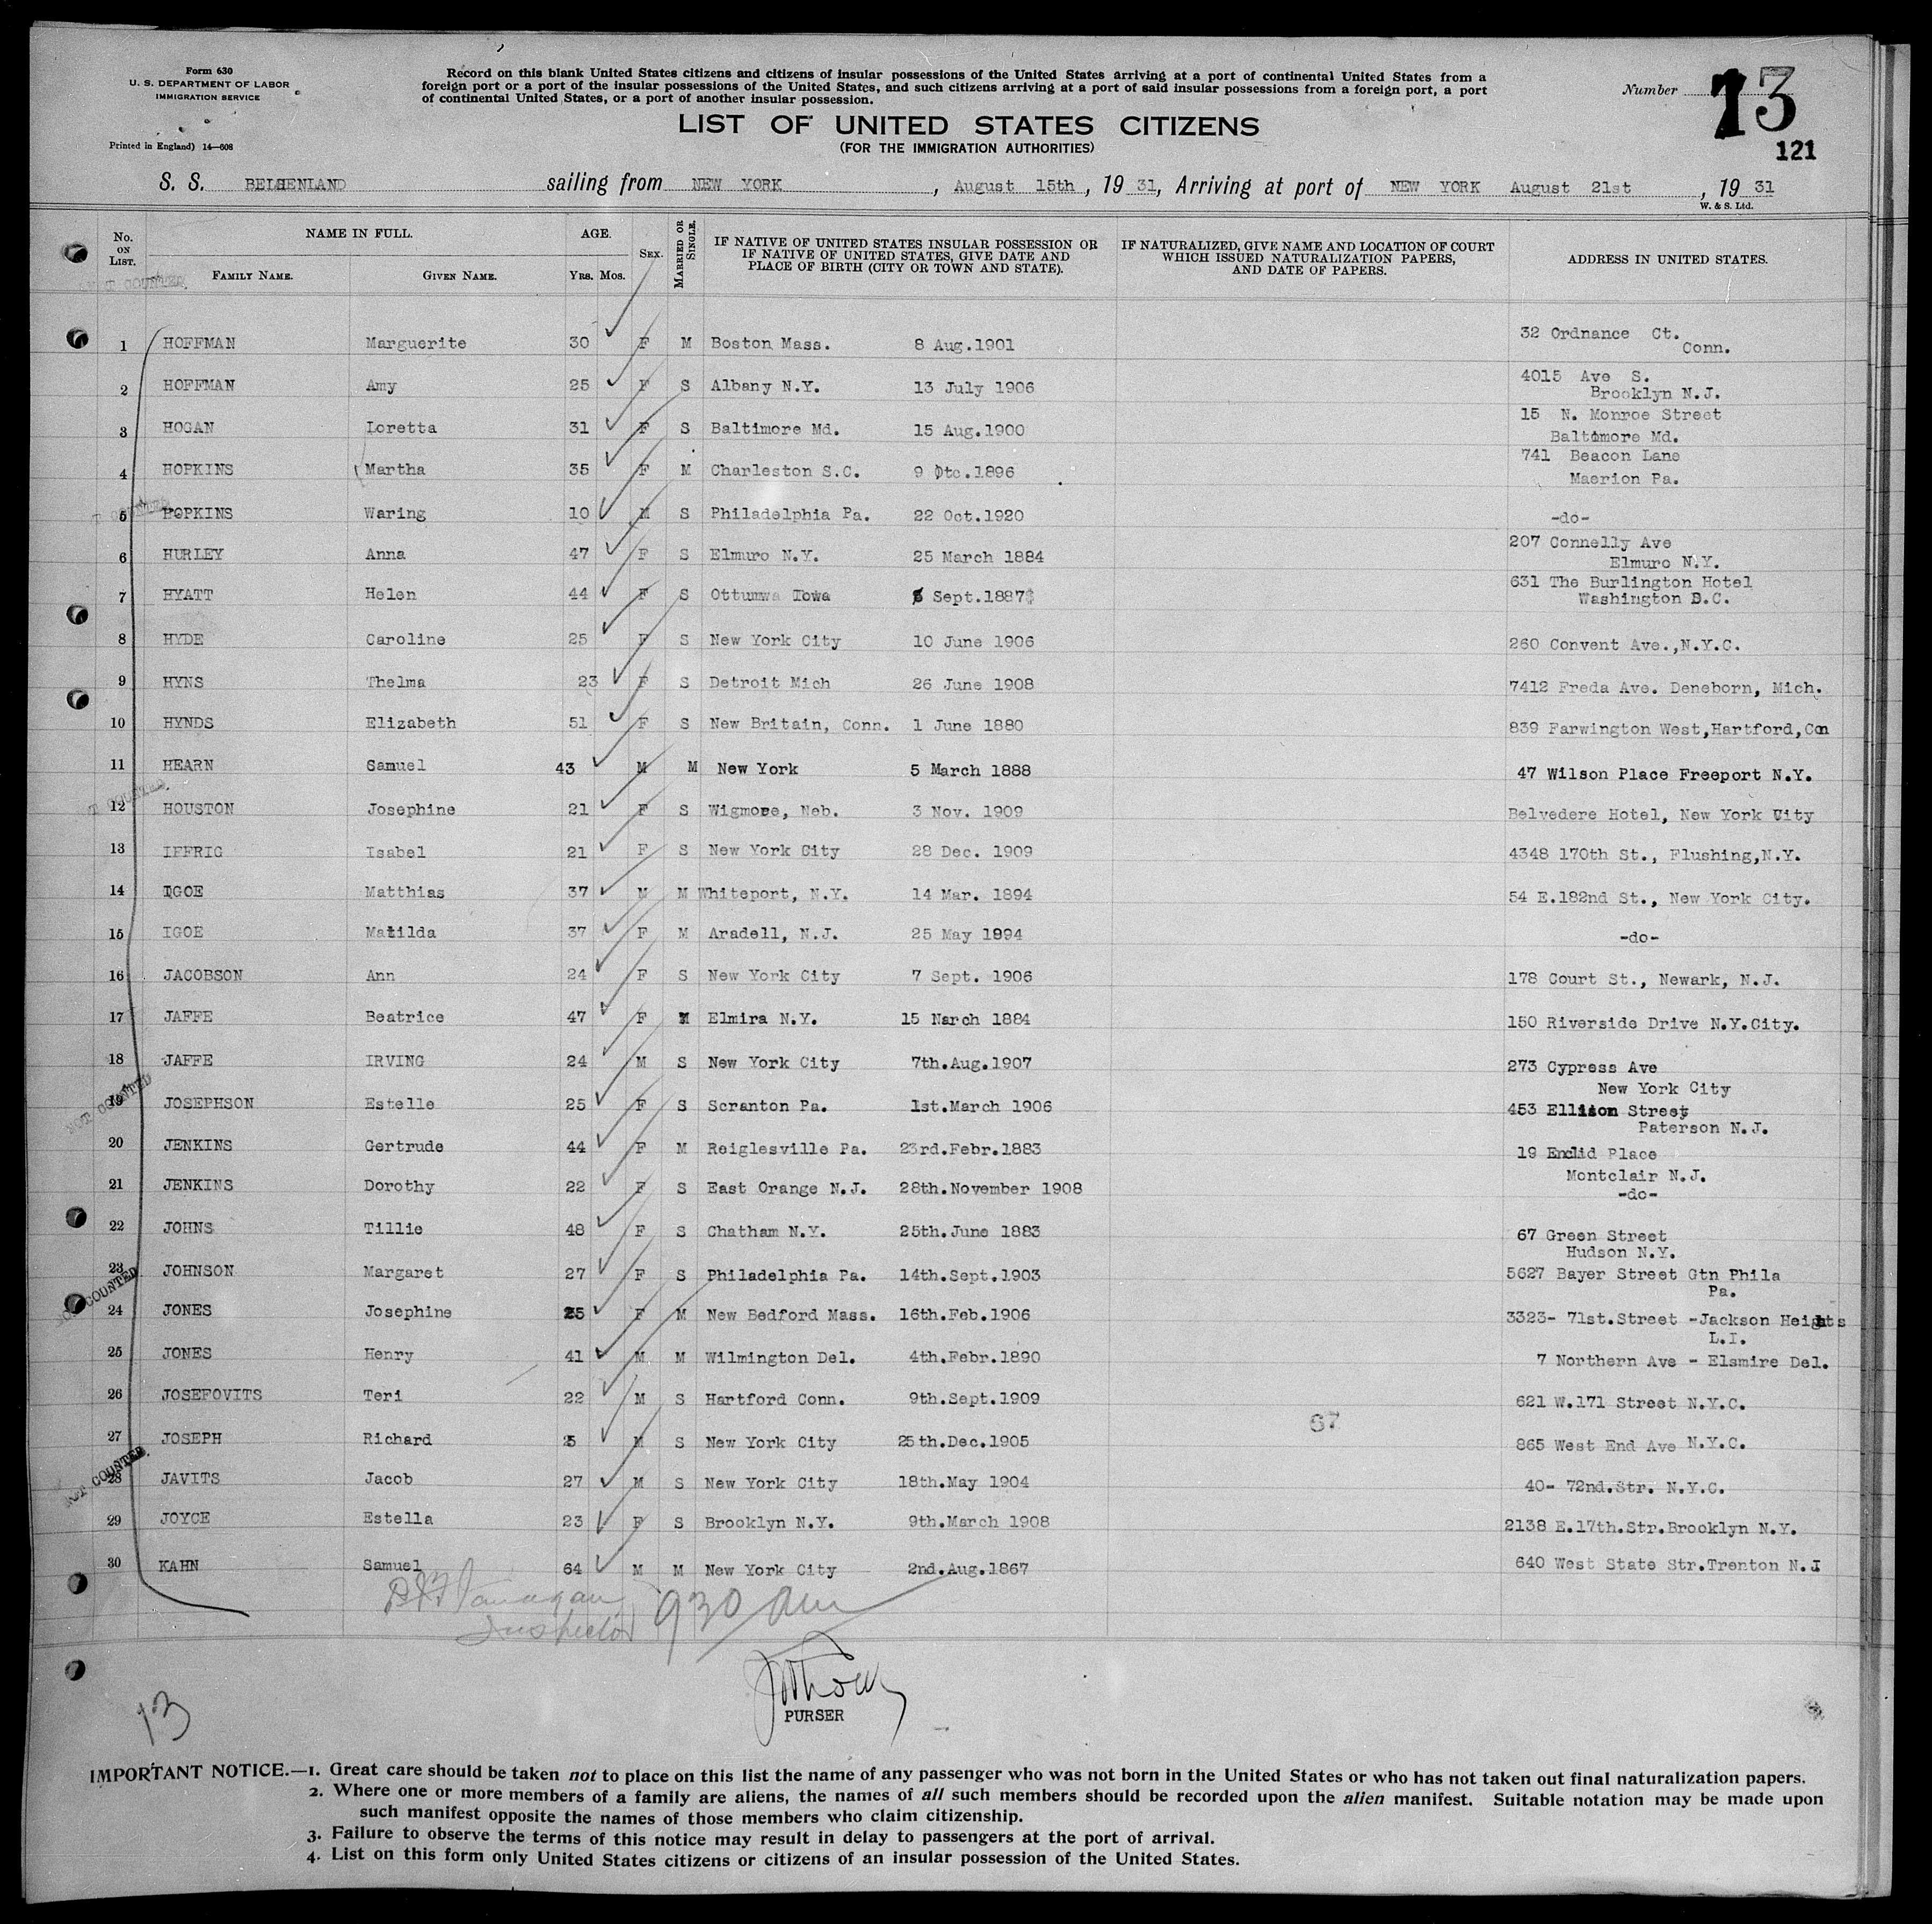 Form 630
U. S. DEPARTMENT OF LABOR
IMMIGRATION SERVICE
Printed in England) 14—608
Record on this blank United States citizens and citizens of insular possessions of the United States arriving at a port of continental United States from a
foreign port or a port of the insular possessions of the United States, and such citizens arriving at a port of said insular possessions from a foreign port, a port
of continental United States, or a port of another insular possession.
Number 13
121
LIST OF UNITED STATES CITIZENS
(FOR THE IMMIGRATION AUTHORITIES)
S. S. BELGENLAND sailing from NEW YORK, August 15th, 19 31, Arriving at port of NEW YORK August 21st, 19 31
W. & S. Ltd.
No. ON LIST. NAME IN FULL. FAMILY NAME. GIVEN NAME. AGE. Yrs. Mos. SEX. MARRIED OR SINGLE. IF NATIVE OF UNITED STATES INSULAR POSSESSION OR IF NATIVE OF UNITED STATES, GIVE DATE AND PLACE OF BIRTH (CITY OR TOWN AND STATE). IF NATURALIZED, GIVE NAME AND LOCATION OF COURT WHICH ISSUED NATURALIZATION PAPERS, AND DATE OF PAPERS. ADDRESS IN UNITED STATES.
1 HOFFMAN Marguerite 30 F M Boston Mass. 8 Aug.1901 32 Ordnance Ct.
Conn.
2 HOFFMAN Amy 25 F S Albany N.Y. 13 July 1906 4015 Ave S.
Brooklyn N.J.
3 HOGAN Loretta 31 F S Baltimore Md. 15 Aug.1900 15 N. Monroe Street
Baltimore Md.
4 HOPKINS Martha 35 F M Charleston S.C. 9 Dtc.1896 741 Beacon Lane
Maerion Pa.
5 HOPKINS Waring 10 M S Philadelphia Pa. 22 Oct.1920 -do-
6 HURLEY Anna 47 F S Elmuro N.Y. 25 March 1884 207 Connelly Ave
Elmuro N.Y.
7 HYATT Helen 44 F S Ottumwa Iowa Sept.1887 631 The Burlington Hotel
Washington D.C.
8 HYDE Caroline 25 F S New York City 10 June 1906 260 Convent Ave.,N.Y.C.
9 HYNS Thelma 23 F S Detroit Mich 26 June 1908 7412 Freda Ave. Deneborn, Mich.
10 HYNDS Elizabeth 51 F S New Britain, Conn. 1 June 1880 839 Farwington West,Hartford,Con
11 HEARN Samuel 43 M M New York 5 March 1888 47 Wilson Place Freeport N.Y.
12 HOUSTON Josephine 21 F S Wigmore, Neb. 3 Nov. 1909 Belvedere Hotel, New York City
13 IFFRIG Isabel 21 F S New York City 28 Dec. 1909 4348 170th St., Flushing,N.Y.
14 IGOE Matthias 37 M M Whiteport, N.Y. 14 Mar. 1894 54 E.182nd St., New York City.
15 IGOE Matilda 37 F M Aradell, N.J. 25 May 1894 -do-
16 JACOBSON Ann 24 F S New York City 7 Sept. 1906 178 Court St., Newark, N.J.
17 JAFFE Beatrice 47 F M Elmira N.Y. 15 Narch 1884 150 Riverside Drive N.Y.City.
18 JAFFE IRVING 24 M S New York City 7th.Aug.1907 273 Cypress Ave
New York City
19 JOSEPHSON Estelle 25 F S Scranton Pa. 1st.March 1906 453 Ellison Street
Paterson N.J.
20 JENKINS Gertrude 44 F M Reiglesville Pa. 23rd.Febr.1883 19 Enclid Place
Montclair N.J.
21 JENKINS Dorothy 22 F S East Orange N.J. 28th.November 1908 -do-
22 JOHNS Tillie 48 F S Chatham N.Y. 25th.June 1883 67 Green Street
Hudson N.Y.
23 JOHNSON Margaret 27 F S Philadelphia Pa. 14th.Sept.1903 5627 Bayer Street Gtn Phila
Pa.
24 JONES Josephine 25 F M New Bedford Mass. 16th.Feb.1906 3323- 71st.Street -Jackson Heights
L.I.
25 JONES Henry 41 M M Wilmington Del. 4th.Febr.1890 7 Northern Ave - Elsmire Del.
26 JOSEFOVITS Teri 22 M S Hartford Conn. 9th.Sept.1909 621 W.171 Street N.Y.C.
27 JOSEPH Richard 25 M S New York City 25th.Dec.1905 67 865 West End Ave N.Y.C.
28 JAVITS Jacob 27 M S New York City 18th.May 1904 40- 72nd.Str. N.Y.C.
29 JOYCE Estella 23 F S Brooklyn N.Y. 9th.March 1908 2138 E.17th.Str.Brooklyn N.Y.
30 KAHN Samuel 64 M M New York City 2nd.Aug.1867 640 West State Str.Trenton N.J
NOT COUNTED
NOT COUNTED
NOT COUNTED.
Flanagan
Inspector 930 am
PURSER
13
IMPORTANT NOTICE.—1. Great care should be taken not to place on this list the name of any passenger who was not born in the United States or who has not taken out final naturalization papers.
2. Where one or more members of a family are aliens, the names of all such members should be recorded upon the alien manifest. Suitable notation may be made upon
such manifest opposite the names of those members who claim citizenship.
3. Failure to observe the terms of this notice may result in delay to passengers at the port of arrival.
4. List on this form only United States citizens or citizens of an insular possession of the United States.